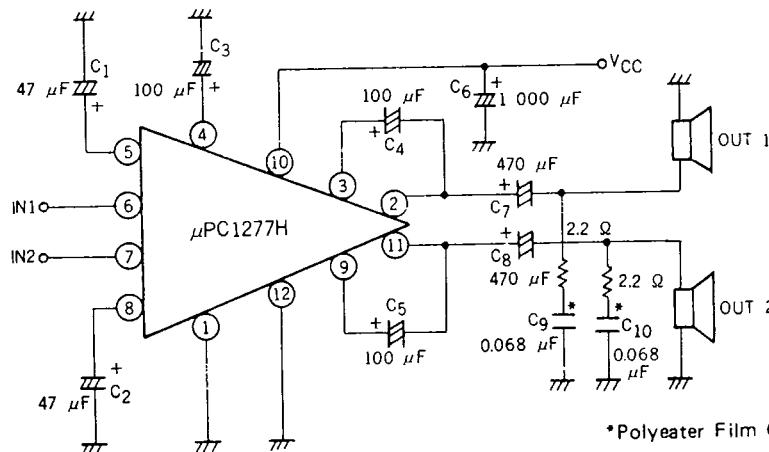 C1
47 μF
+
C3
100 μF
+
5
4
10
VCC
C6
+
1 000 μF
100 μF
+
C4
3
2
IN1
6
μPC1277H
IN2
7
8
11
9
12
1
470 μF
+
C7
+
C8
470 μF
OUT 1
2.2 Ω
2.2 Ω
C5
+
100 μF
*
C9
0.068 μF
*
C10
0.068 μF
OUT 2
+
C2
47 μF
*Polyeater Film